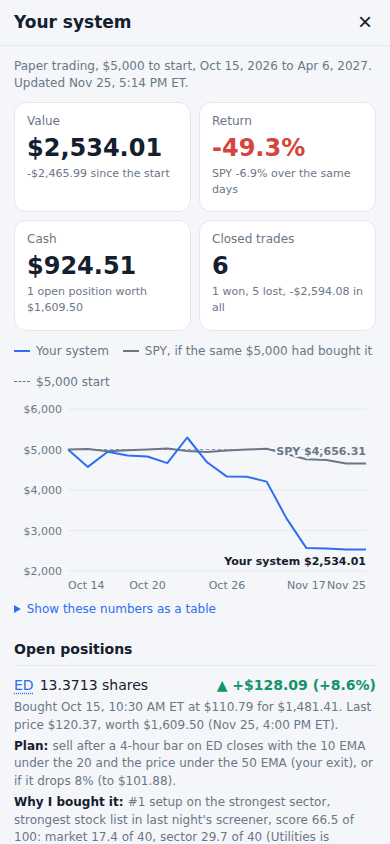 Your system ✕
Paper trading, $5,000 to start, Oct 15, 2026 to Apr 6, 2027.
Updated Nov 25, 5:14 PM ET.
Value
$2,534.01
-$2,465.99 since the start
Return
-49.3%
SPY -6.9% over the same
days
Cash
$924.51
1 open position worth
$1,609.50
Closed trades
6
1 won, 5 lost, -$2,594.08 in
all
Your system SPY, if the same $5,000 had bought it
$5,000 start
$6,000
$5,000
SPY $4,656.31
$4,000
$3,000
Your system $2,534.01
$2,000
Oct 14 Oct 20 Oct 26 Nov 17 Nov 25
▶ Show these numbers as a table
Open positions
ED 13.3713 shares ▲ +$128.09 (+8.6%)
Bought Oct 15, 10:30 AM ET at $110.79 for $1,481.41. Last
price $120.37, worth $1,609.50 (Nov 25, 4:00 PM ET).
Plan: sell after a 4-hour bar on ED closes with the 10 EMA
under the 20 and the price under the 50 EMA (your exit), or
if it drops 8% (to $101.88).
Why I bought it: #1 setup on the strongest sector,
strongest stock list in last night's screener, score 66.5 of
100: market 17.4 of 40, sector 29.7 of 40 (Utilities is